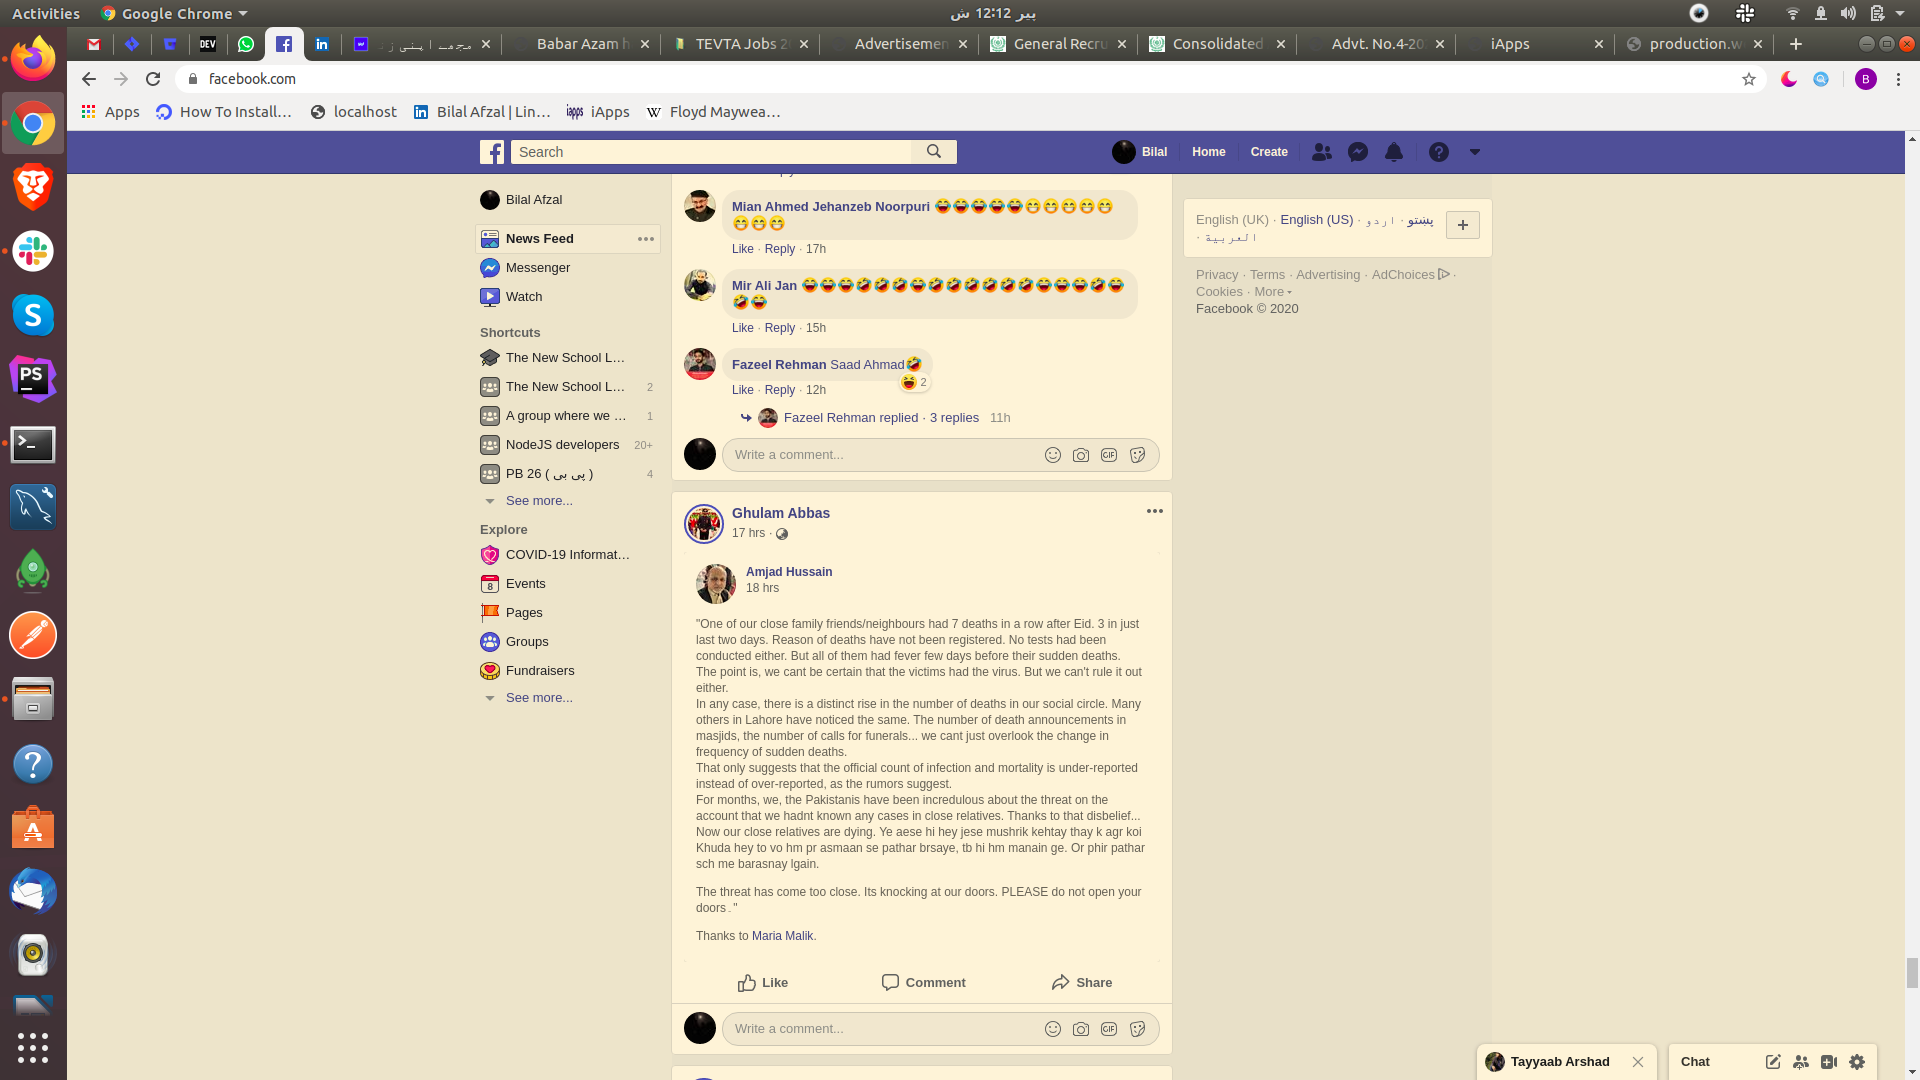 Activities
Google Chrome
پیر 12:12 ش
مجھے اپنی ز
Babar Azam h
TEVTA Jobs 2
Advertisemen
General Recru
Consolidated
Advt. No.4-20
iApps
production.w
facebook.com
B
Apps
How To Install…
localhost
Bilal Afzal | Lin…
iApps
Floyd Maywea…
Search
Bilal
Home
Create
Bilal Afzal
News Feed
Messenger
Watch
Shortcuts
The New School L...
The New School L... 2
A group where we ... 1
NodeJS developers 20+
PB 26 ( پی بی ) 4
See more...
Explore
COVID-19 Informat...
Events
Pages
Groups
Fundraisers
See more...
Mian Ahmed Jehanzeb Noorpuri 😂😂😂😂😂😁😁😁😁😁
😁😁😁
Like · Reply · 17h
Mir Ali Jan 😂😂😂🤣🤣🤣😂🤣🤣🤣🤣🤣🤣😂😂😂🤣😂
🤣😂
Like · Reply · 15h
Fazeel Rehman Saad Ahmad🤣
2
Like · Reply · 12h
Fazeel Rehman replied · 3 replies 11h
Write a comment...
Ghulam Abbas
17 hrs ·
Amjad Hussain
18 hrs
"One of our close family friends/neighbours had 7 deaths in a row after Eid. 3 in just
last two days. Reason of deaths have not been registered. No tests had been
conducted either. But all of them had fever few days before their sudden deaths.
The point is, we cant be certain that the victims had the virus. But we can't rule it out
either.
In any case, there is a distinct rise in the number of deaths in our social circle. Many
others in Lahore have noticed the same. The number of death announcements in
masjids, the number of calls for funerals... we cant just overlook the change in
frequency of sudden deaths.
That only suggests that the official count of infection and mortality is under-reported
instead of over-reported, as the rumors suggest.
For months, we, the Pakistanis have been incredulous about the threat on the
account that we hadnt known any cases in close relatives. Thanks to that disbelief...
Now our close relatives are dying. Ye aese hi hey jese mushrik kehtay thay k agr koi
Khuda hey to vo hm pr asmaan se pathar brsaye, tb hi hm manain ge. Or phir pathar
sch me barasnay lgain.
The threat has come too close. Its knocking at our doors. PLEASE do not open your
doors . "
Thanks to Maria Malik.
Like
Comment
Share
Write a comment...
English (UK) · English (US) · اردو · پښتو
· العربية
Privacy · Terms · Advertising · AdChoices ·
Cookies · More
Facebook © 2020
Tayyaab Arshad
Chat